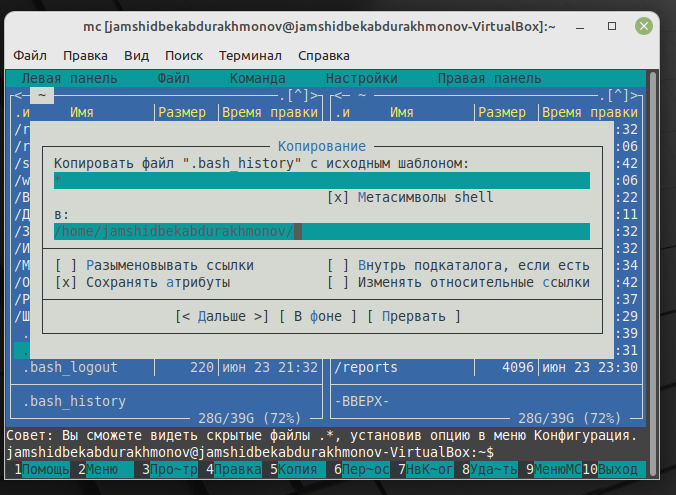 mc [jamshidbekabdurakhmonov@jamshidbekabdurakhmonov-VirtualBox]:~
Файл Правка Вид Поиск Терминал Справка
Левая панель Файл Команда Настройки Правая панель
<─ ~ .[^]> <─ ~ .[^]>
.и Имя Размер Время правки .и Имя Размер Время правки
/r :32
/r Копирование :06
/s Копировать файл ".bash_history" с исходным шаблоном: :42
/w * :06
/В [x] Метасимволы shell :22
/Д в: :11
/З /home/jamshidbekabdurakhmonov/ :32
/И :32
/М [ ] Разыменовывать ссылки [ ] Внутрь подкаталога, если есть :34
/О [x] Сохранять атрибуты [ ] Изменять относительные ссылки :42
/Р :37
/Ш [< Дальше >] [ В фоне ] [ Прервать ] :29
. :39
. :31
.bash_logout 220 июн 23 21:32 /reports 4096 июн 23 23:30
.bash_history -ВВЕРХ-
28G/39G (72%) 28G/39G (72%)
Совет: Вы сможете видеть скрытые файлы .*, установив опцию в меню Конфигурация.
jamshidbekabdurakhmonov@jamshidbekabdurakhmonov-VirtualBox:~$
1Помощь 2Меню 3Про~тр 4Правка 5Копия 6Пер~ос 7НвК~ог 8Уда~ть 9МенюМС 10Выход